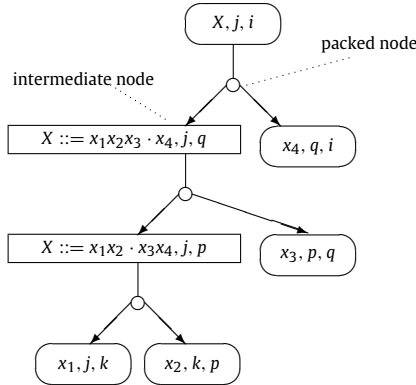 X, j, i
packed node
intermediate node
X ::= x₁x₂x₃ · x₄, j, q
x₄, q, i
X ::= x₁x₂ · x₃x₄, j, p
x₃, p, q
x₁, j, k
x₂, k, p